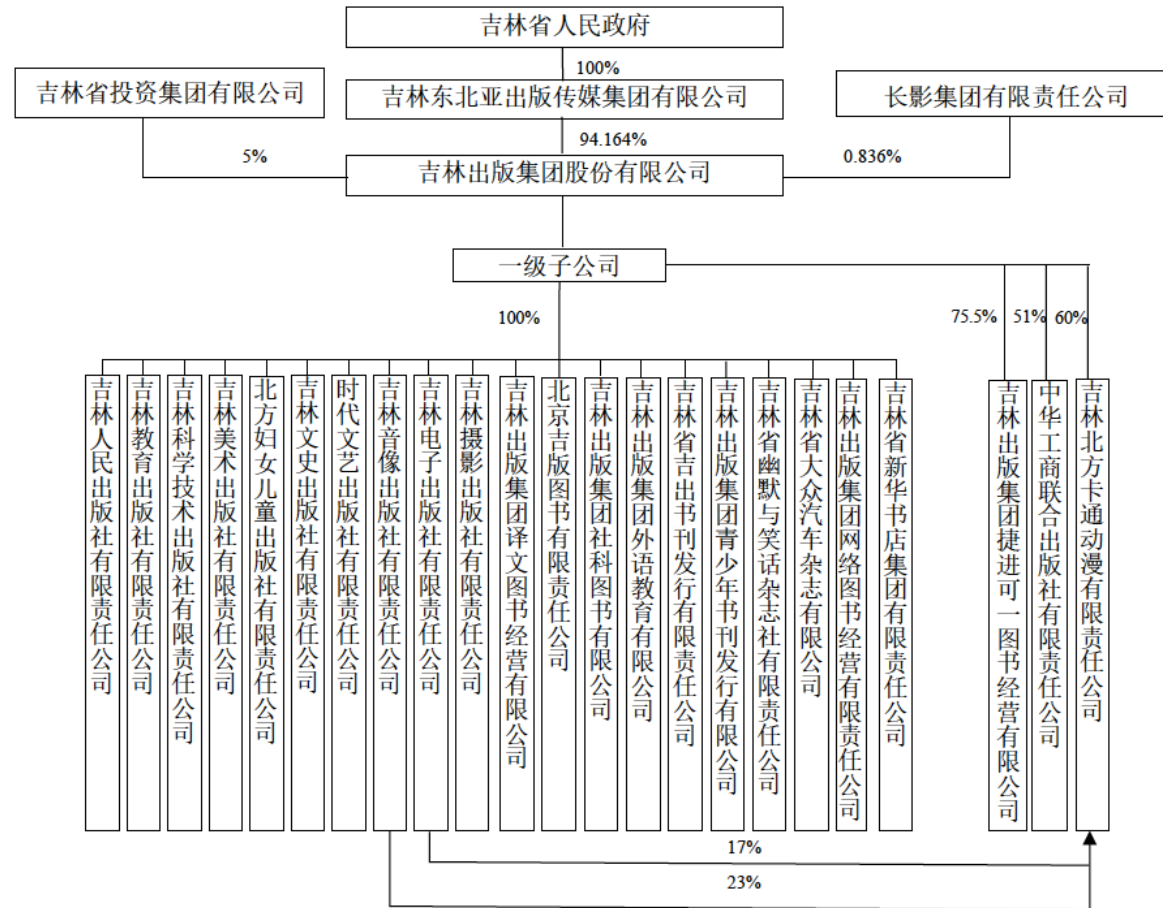 吉林省人民政府
100%
吉林省投资集团有限公司
吉林东北亚出版传媒集团有限公司
长影集团有限责任公司
94.164%
5%
0.836%
吉林出版集团股份有限公司
一级子公司
100%
75.5%
51%
60%
吉林人民出版社有限责任公司
吉林教育出版社有限责任公司
吉林科学技术出版社有限责任公司
吉林美术出版社有限责任公司
北方妇女儿童出版社有限责任公司
吉林文史出版社有限责任公司
时代文艺出版社有限责任公司
吉林音像出版社有限责任公司
吉林电子出版社有限责任公司
吉林摄影出版社有限责任公司
吉林出版集团译文图书经营有限公司
北京吉版图书有限责任公司
吉林出版集团社科图书有限公司
吉林出版集团外语教育有限公司
吉林省吉出书刊发行有限责任公司
吉林出版集团青少年书刊发行有限公司
吉林省幽默与笑话杂志社有限责任公司
吉林省大众汽车杂志有限公司
吉林出版集团网络图书经营有限责任公司
吉林省新华书店集团有限责任公司
吉林出版集团捷进可一图书经营有限公司
中华工商联合出版社有限责任公司
吉林北方卡通动漫有限责任公司
17%
23%